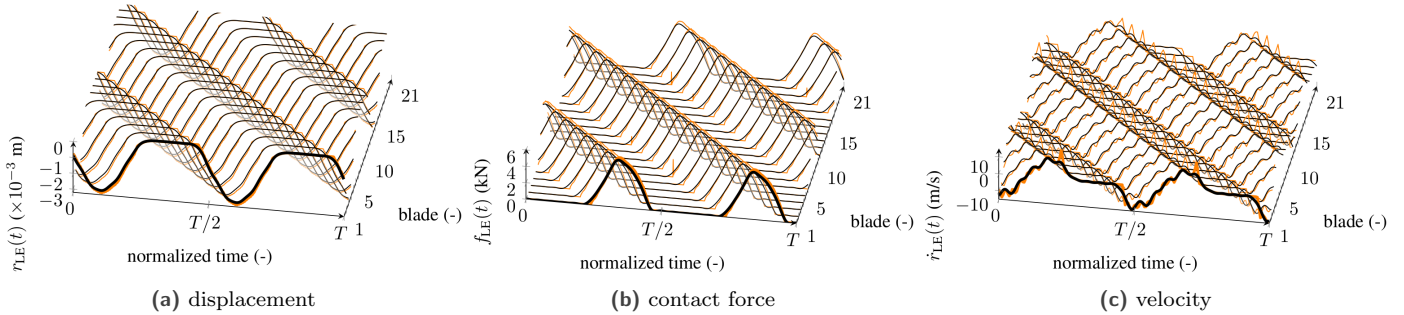 r_LE(t) (×10⁻³ m)
0
−1
−2
−3
0
T/2
T
1
5
10
15
21
blade (-)
normalized time (-)
(a) displacement
f_LE(t) (kN)
6
4
2
0
0
T/2
T
1
5
10
15
21
blade (-)
normalized time (-)
(b) contact force
ṙ_LE(t) (m/s)
10
0
−10
0
T/2
T
1
5
10
15
21
blade (-)
normalized time (-)
(c) velocity